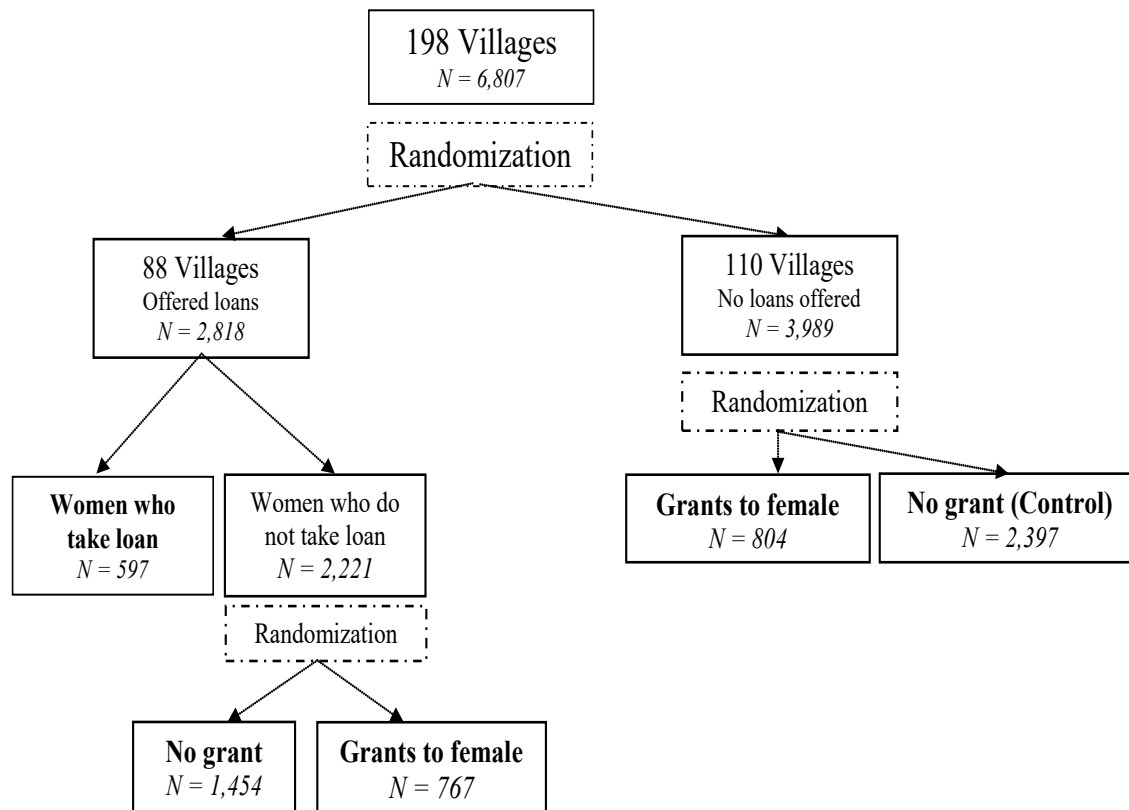 198 Villages
N = 6,807
Randomization
88 Villages
Offered loans
N = 2,818
110 Villages
No loans offered
N = 3,989
Randomization
Women who
take loan
N = 597
Women who do
not take loan
N = 2,221
Grants to female
N = 804
No grant (Control)
N = 2,397
Randomization
No grant
N = 1,454
Grants to female
N = 767